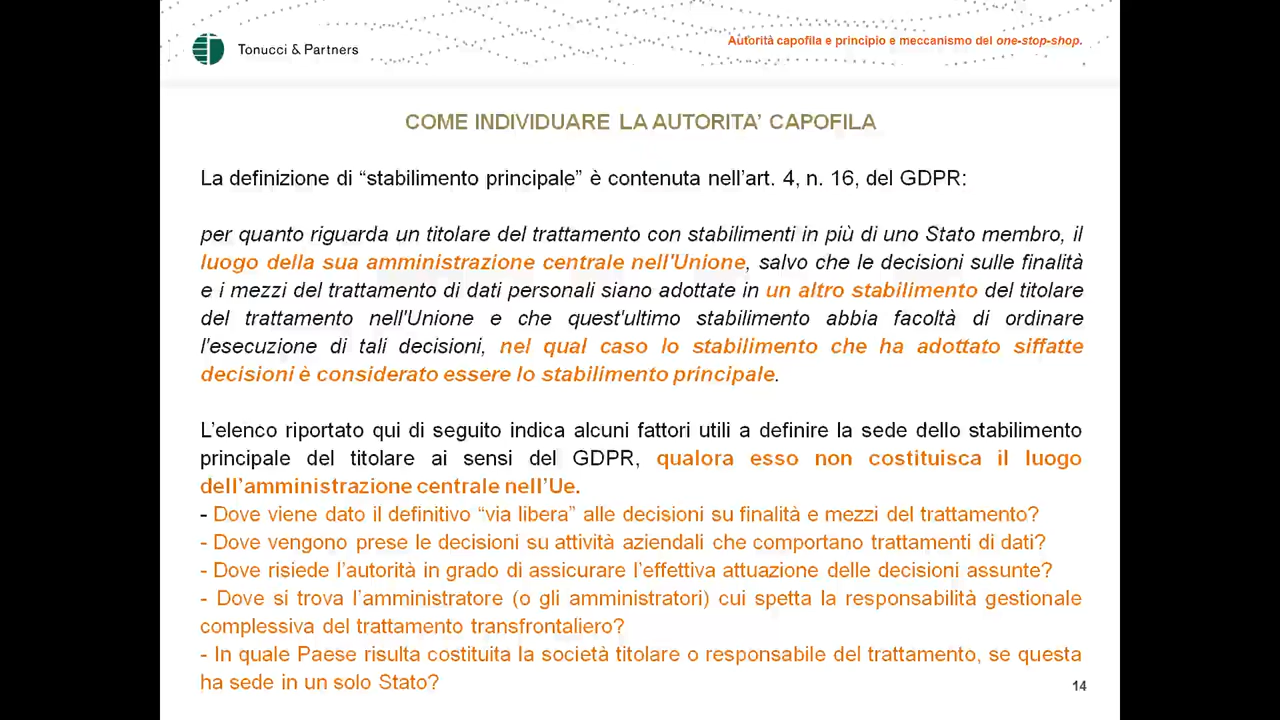 Tonucci & Partners
Autorità capofila e principio e meccanismo del one-stop-shop.
COME INDIVIDUARE LA AUTORITA’ CAPOFILA
La definizione di “stabilimento principale” è contenuta nell’art. 4, n. 16, del GDPR:
per quanto riguarda un titolare del trattamento con stabilimenti in più di uno Stato membro, il
luogo della sua amministrazione centrale nell'Unione, salvo che le decisioni sulle finalità
e i mezzi del trattamento di dati personali siano adottate in un altro stabilimento del titolare
del trattamento nell'Unione e che quest'ultimo stabilimento abbia facoltà di ordinare
l'esecuzione di tali decisioni, nel qual caso lo stabilimento che ha adottato siffatte
decisioni è considerato essere lo stabilimento principale.
L’elenco riportato qui di seguito indica alcuni fattori utili a definire la sede dello stabilimento
principale del titolare ai sensi del GDPR, qualora esso non costituisca il luogo
dell’amministrazione centrale nell’Ue.
- Dove viene dato il definitivo “via libera” alle decisioni su finalità e mezzi del trattamento?
- Dove vengono prese le decisioni su attività aziendali che comportano trattamenti di dati?
- Dove risiede l’autorità in grado di assicurare l’effettiva attuazione delle decisioni assunte?
- Dove si trova l’amministratore (o gli amministratori) cui spetta la responsabilità gestionale
complessiva del trattamento transfrontaliero?
- In quale Paese risulta costituita la società titolare o responsabile del trattamento, se questa
ha sede in un solo Stato?
14